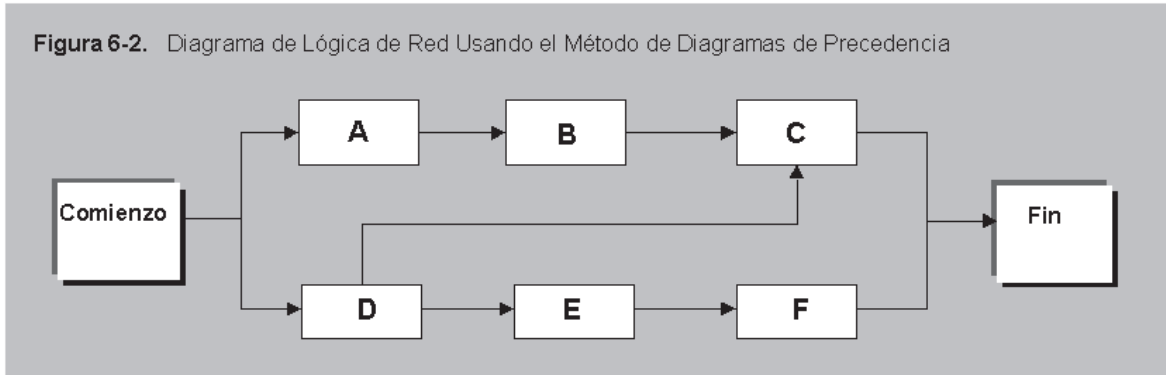 Figura 6-2. Diagrama de Lógica de Red Usando el Método de Diagramas de Precedencia
A
B
C
Comienzo
Fin
D
E
F